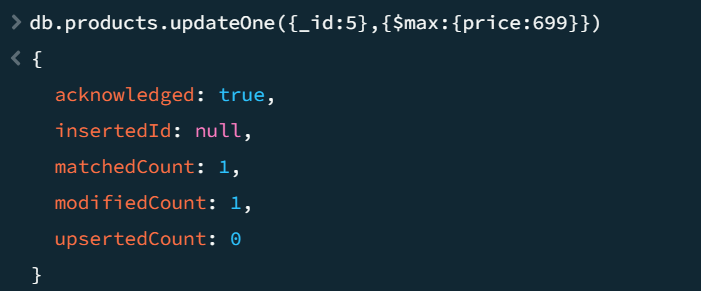 > db.products.updateOne({_id:5},{$max:{price:699}})
< {
acknowledged: true,
insertedId: null,
matchedCount: 1,
modifiedCount: 1,
upsertedCount: 0
}